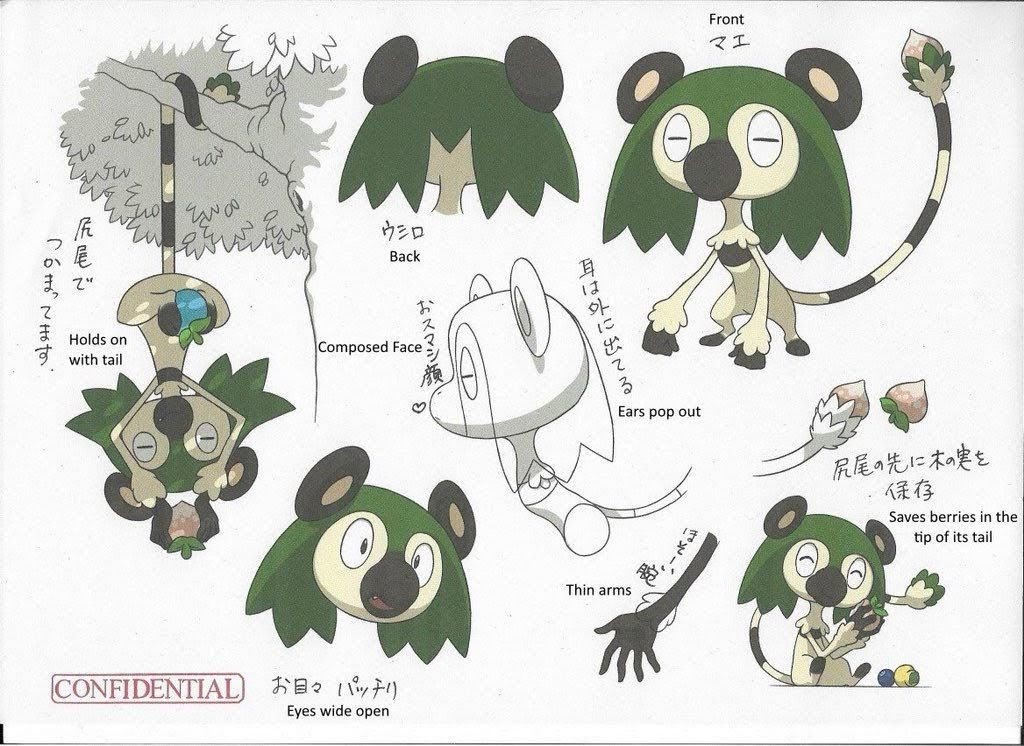 Front
マエ
ウシロ
Back
尻尾で
つかまってます.
Holds on
with tail
Composed Face
おスマシ顔
♡
耳は外に出てる
Ears pop out
尻尾の先に木の実を
保存
Saves berries in the
tip of its tail
ほそーい
腕
Thin arms
CONFIDENTIAL
お目々 パッチリ
Eyes wide open